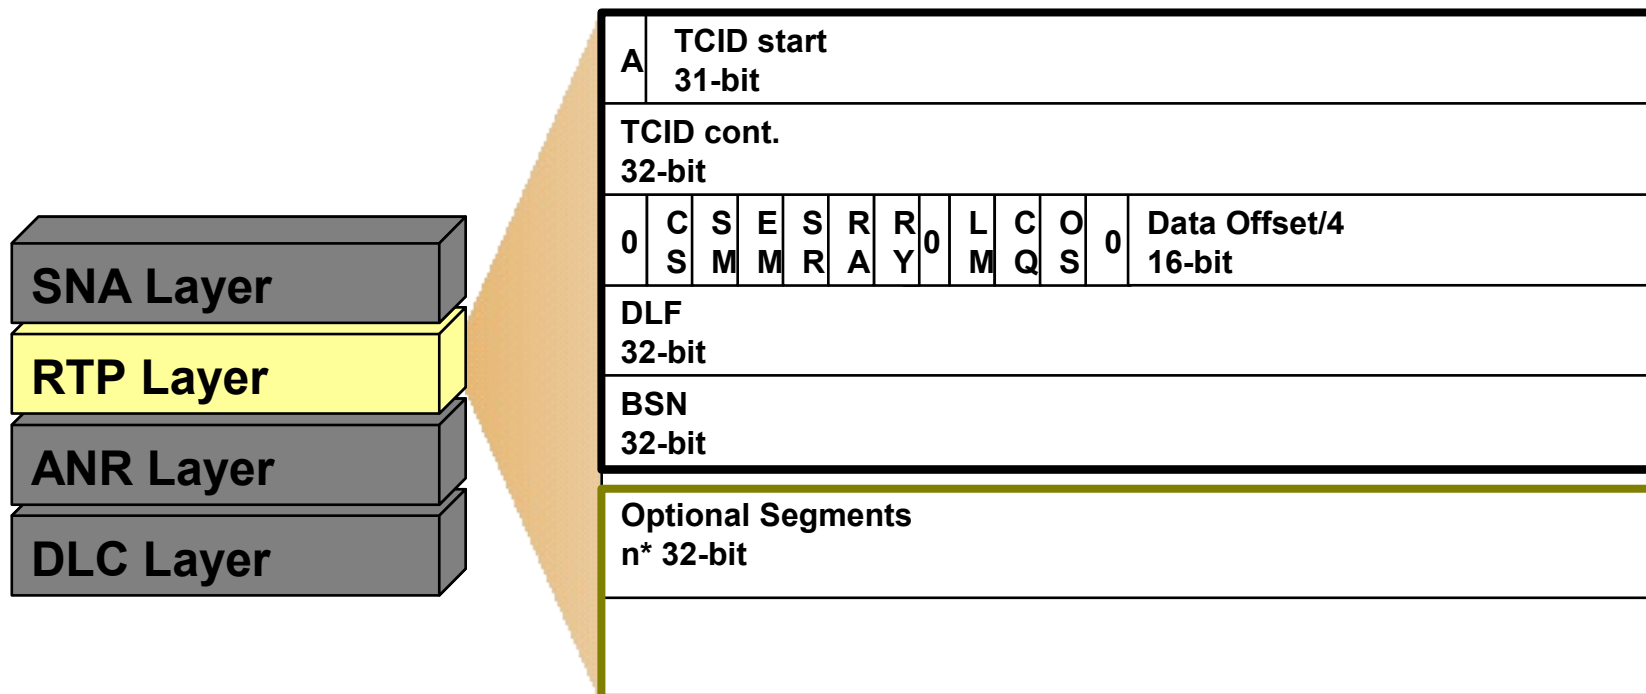 SNA Layer
RTP Layer
ANR Layer
DLC Layer
A
TCID start
31-bit
TCID cont.
32-bit
0 C S E S R R 0 L C O 0 Data Offset/4
S M M R A Y M Q S 16-bit
DLF
32-bit
BSN
32-bit
Optional Segments
n* 32-bit